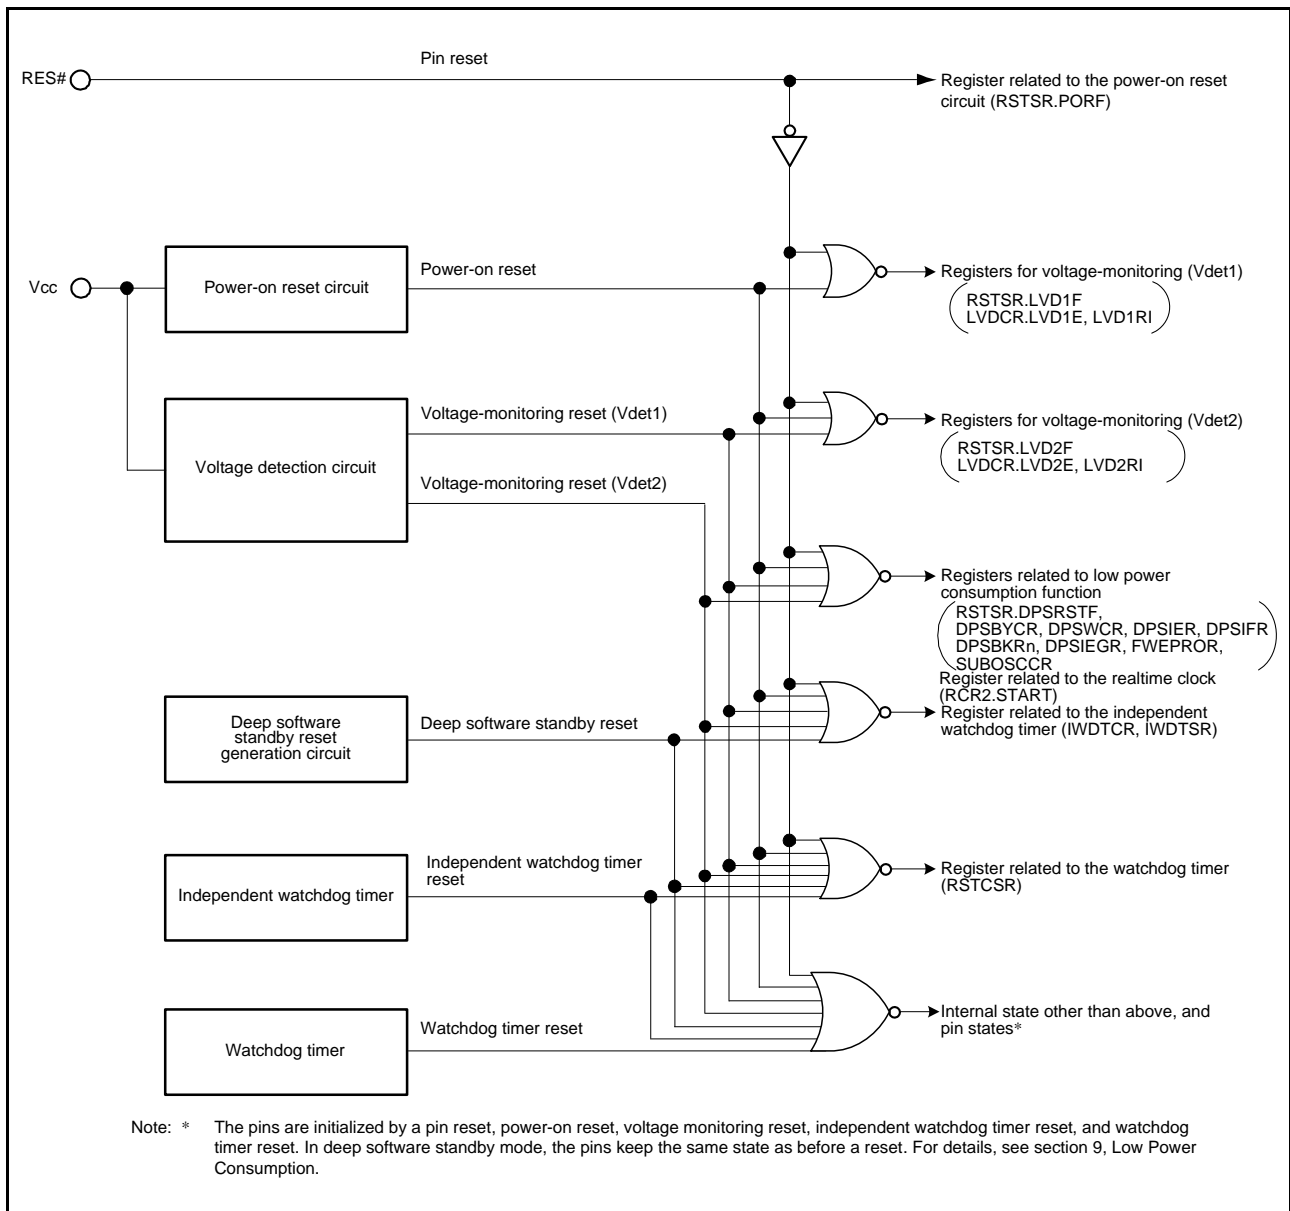 Pin reset
RES#
Register related to the power-on reset
circuit (RSTSR.PORF)
Vcc
Power-on reset circuit
Power-on reset
Registers for voltage-monitoring (Vdet1)
RSTSR.LVD1F
LVDCR.LVD1E, LVD1RI
Voltage detection circuit
Voltage-monitoring reset (Vdet1)
Voltage-monitoring reset (Vdet2)
Registers for voltage-monitoring (Vdet2)
RSTSR.LVD2F
LVDCR.LVD2E, LVD2RI
Registers related to low power
consumption function
RSTSR.DPSRSTF,
DPSBYCR, DPSWCR, DPSIER, DPSIFR
DPSBKRn, DPSIEGR, FWEPROR,
SUBOSCCR
Deep software
standby reset
generation circuit
Deep software standby reset
Register related to the realtime clock
(RCR2.START)
Register related to the independent
watchdog timer (IWDTCR, IWDTSR)
Independent watchdog timer
Independent watchdog timer
reset
Register related to the watchdog timer
(RSTCSR)
Watchdog timer
Watchdog timer reset
Internal state other than above, and
pin states*
Note: * The pins are initialized by a pin reset, power-on reset, voltage monitoring reset, independent watchdog timer reset, and watchdog
timer reset. In deep software standby mode, the pins keep the same state as before a reset. For details, see section 9, Low Power
Consumption.